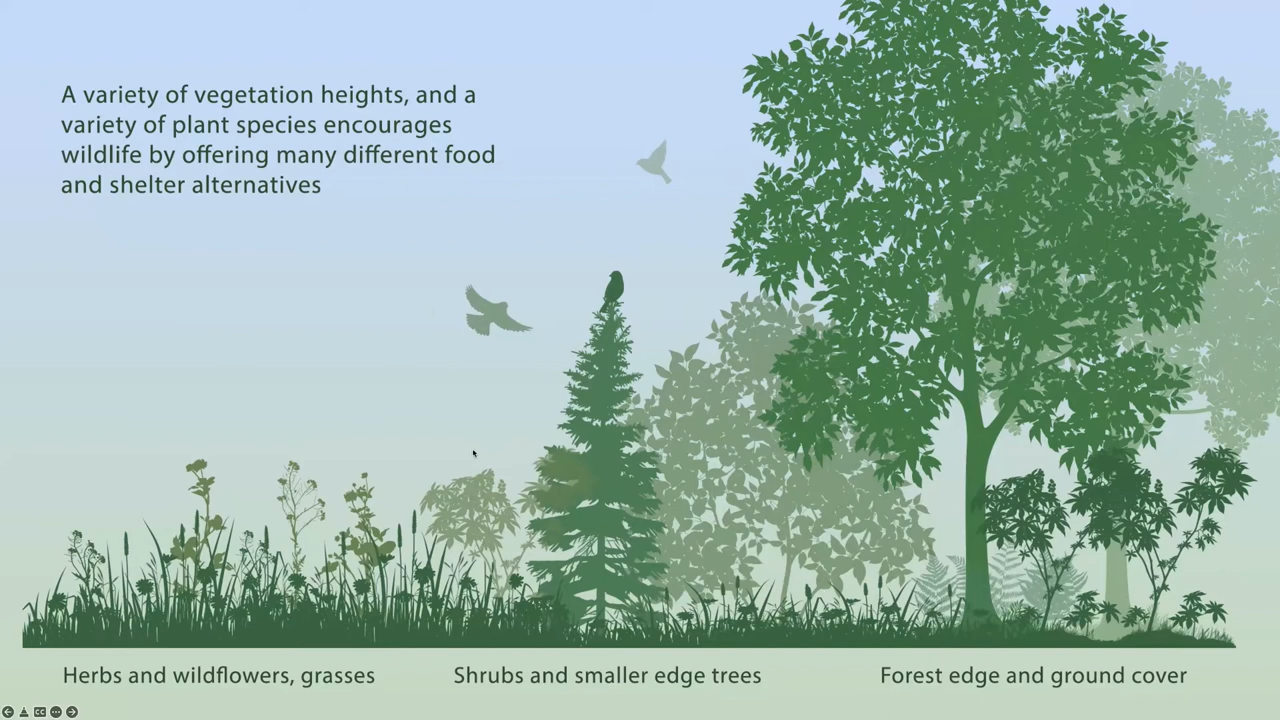 A variety of vegetation heights, and a
variety of plant species encourages
wildlife by offering many different food
and shelter alternatives
Herbs and wildflowers, grasses
Shrubs and smaller edge trees
Forest edge and ground cover